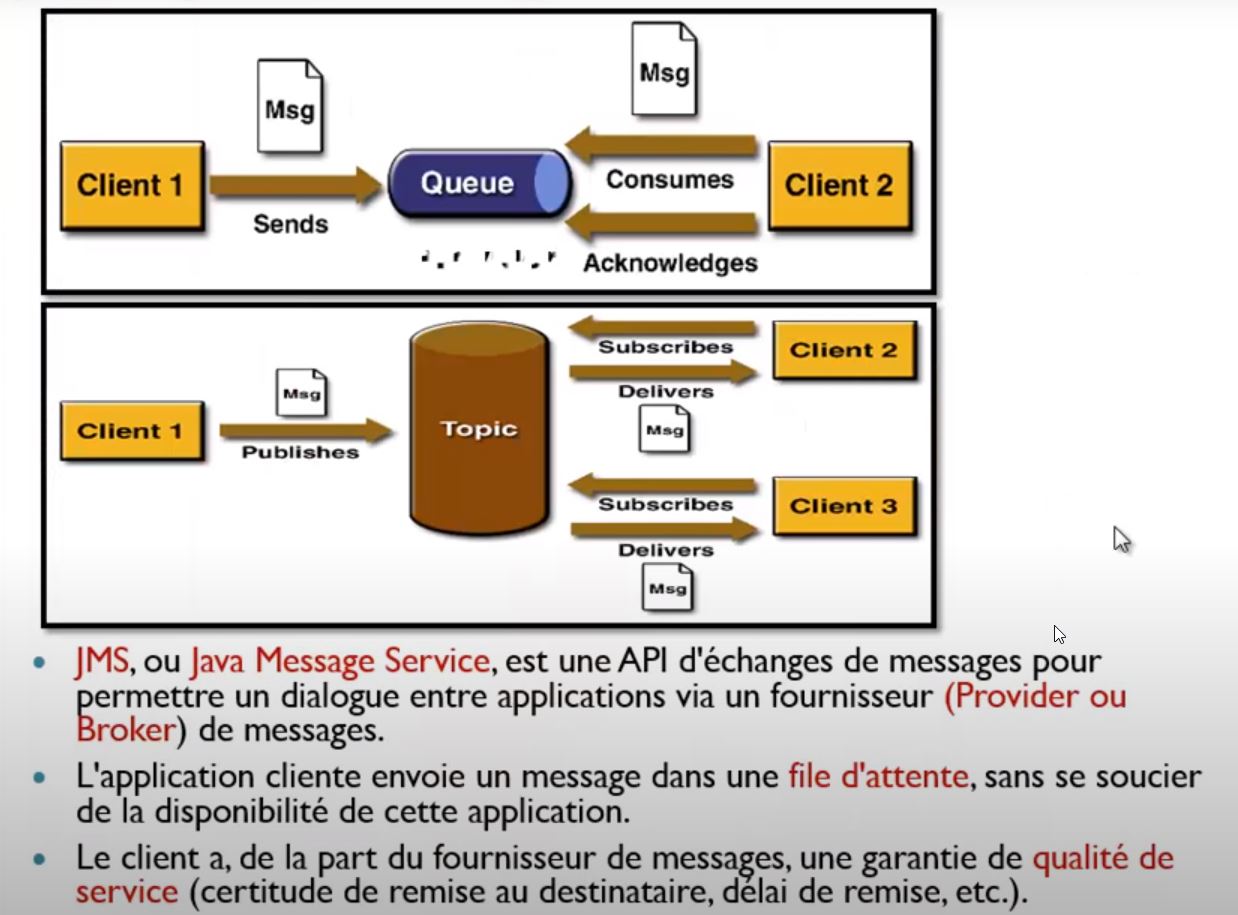 Msg
Msg
Client 1
Queue
Consumes
Client 2
Sends
Acknowledges
Subscribes
Client 2
Msg
Delivers
Client 1
Topic
Msg
Publishes
Subscribes
Client 3
Delivers
Msg
JMS, ou Java Message Service, est une API d'échanges de messages pour
permettre un dialogue entre applications via un fournisseur (Provider ou
Broker) de messages.
L'application cliente envoie un message dans une file d'attente, sans se soucier
de la disponibilité de cette application.
Le client a, de la part du fournisseur de messages, une garantie de qualité de
service (certitude de remise au destinataire, délai de remise, etc.).